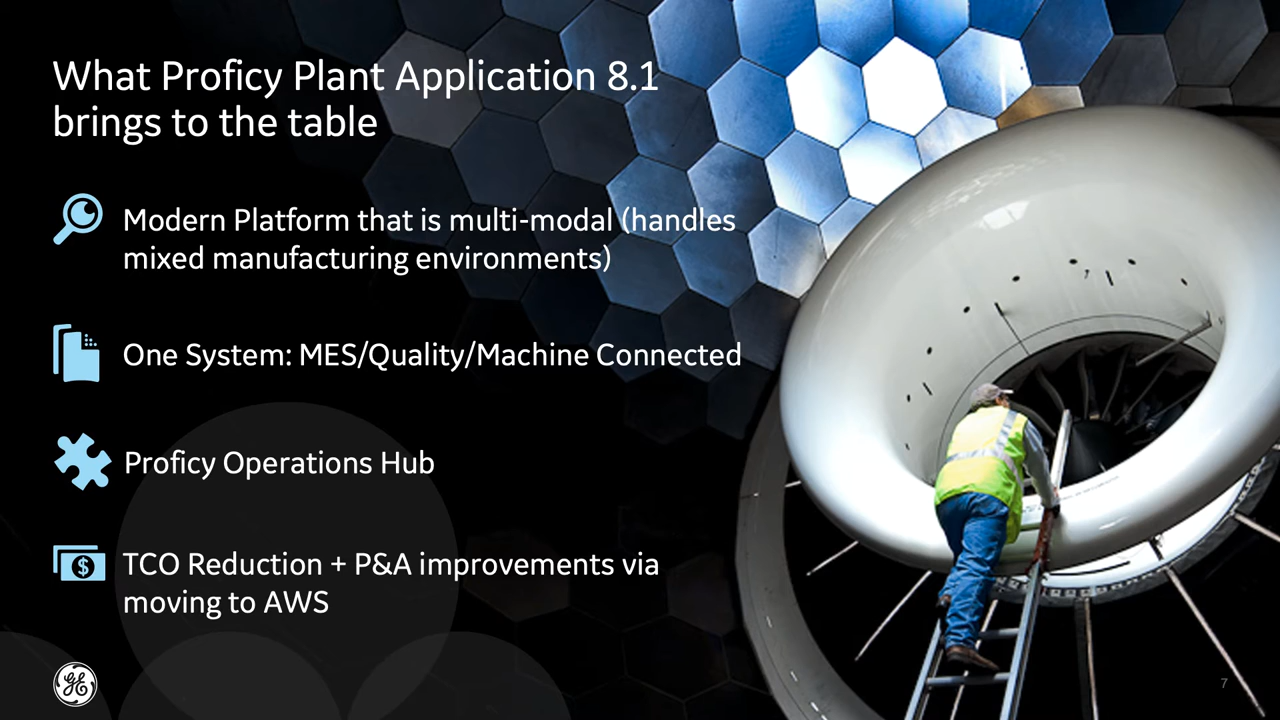 What Proficy Plant Application 8.1
brings to the table
Modern Platform that is multi-modal (handles
mixed manufacturing environments)
One System: MES/Quality/Machine Connected
Proficy Operations Hub
$
TCO Reduction + P&A improvements via
moving to AWS
GE
7